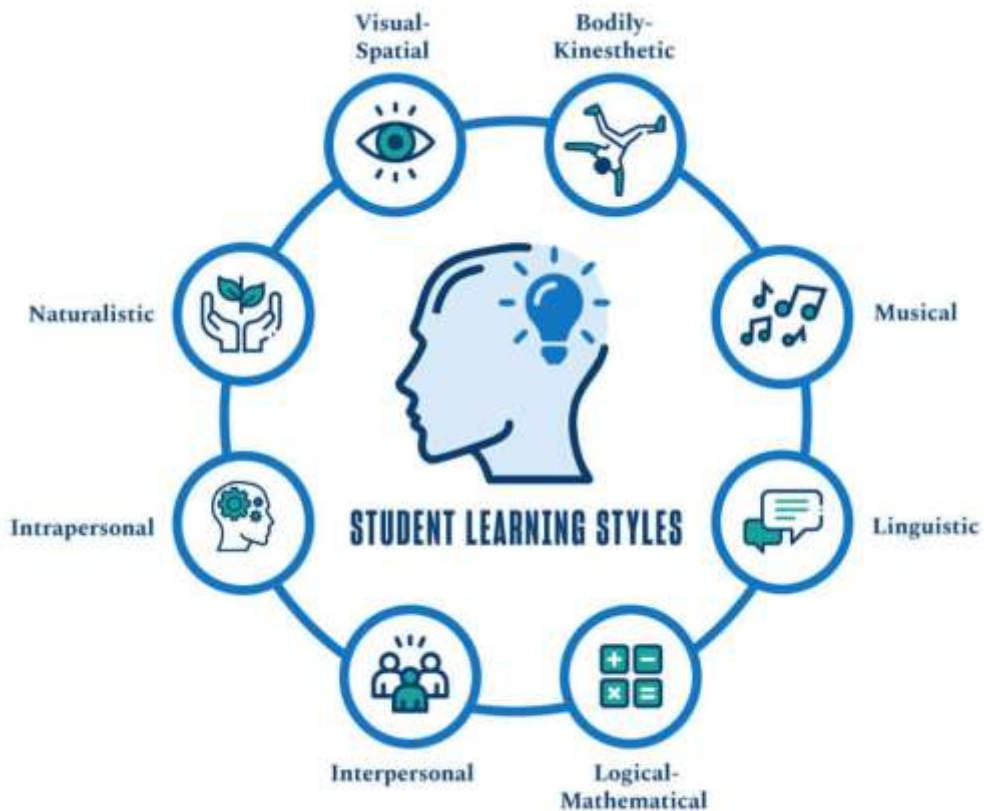 Visual-
Spatial
Bodily-
Kinesthetic
Naturalistic
Musical
Intrapersonal
STUDENT LEARNING STYLES
Linguistic
Interpersonal
Logical-
Mathematical